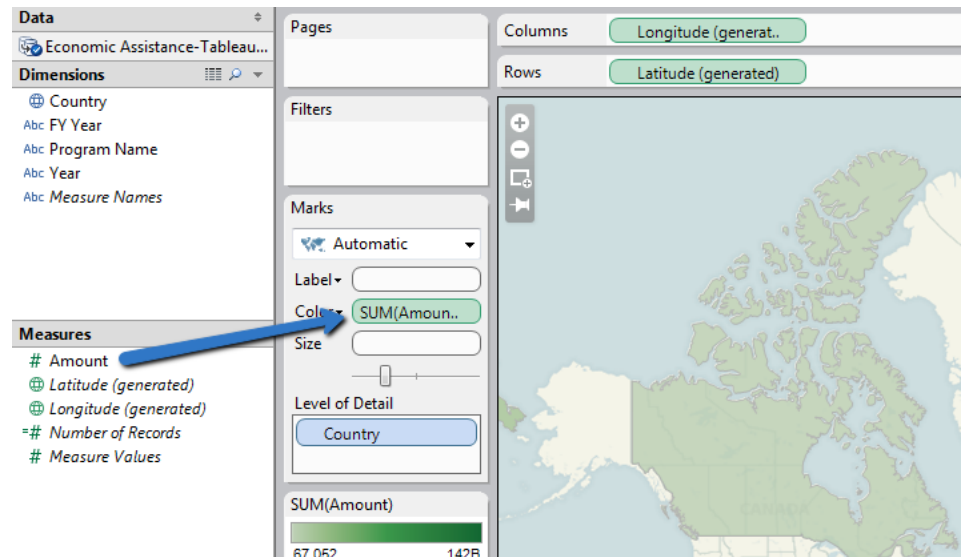 Data
Economic Assistance-Tableau...
Dimensions
Country
Abc FY Year
Abc Program Name
Abc Year
Abc Measure Names
Measures
# Amount
Latitude (generated)
Longitude (generated)
=# Number of Records
# Measure Values
Pages
Filters
Marks
Automatic
Label
Color
SUM(Amoun..
Size
Level of Detail
Country
SUM(Amount)
67,052 142B
Columns Longitude (generat..
Rows Latitude (generated)
CANADA